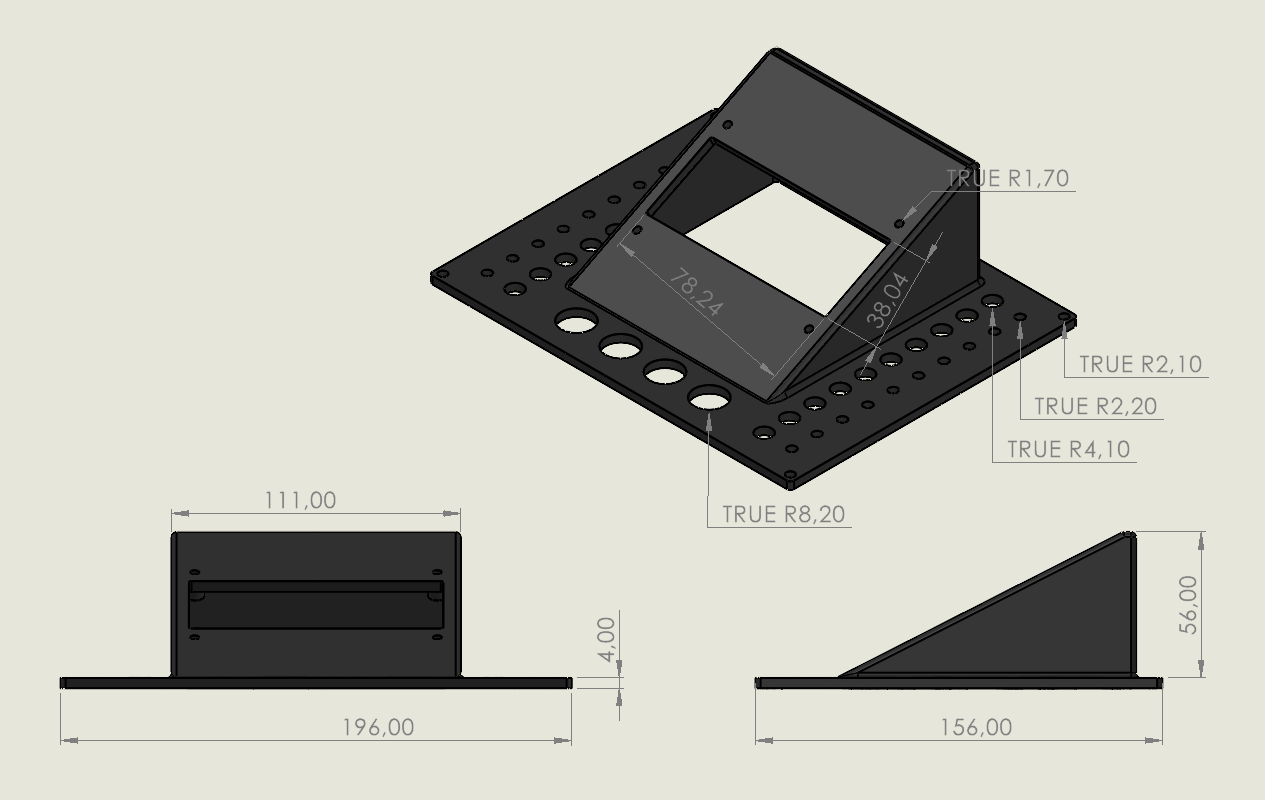 TRUE R1,70
78,24
38,04
TRUE R2,10
TRUE R2,20
TRUE R4,10
TRUE R8,20
111,00
4,00
196,00
56,00
156,00